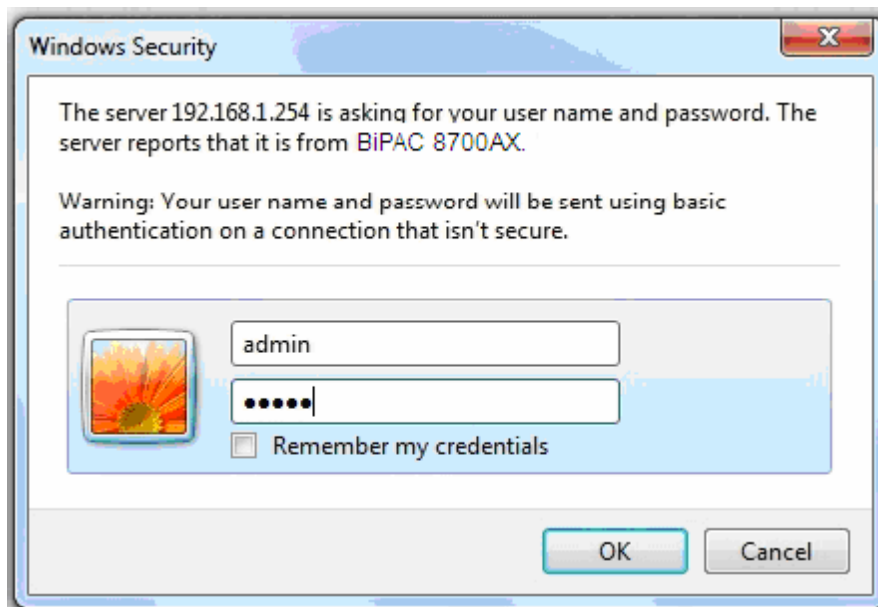 Windows Security
The server 192.168.1.254 is asking for your user name and password. The
server reports that it is from BiPAC 8700AX.
Warning: Your user name and password will be sent using basic
authentication on a connection that isn't secure.
admin
•••••
Remember my credentials
OK
Cancel